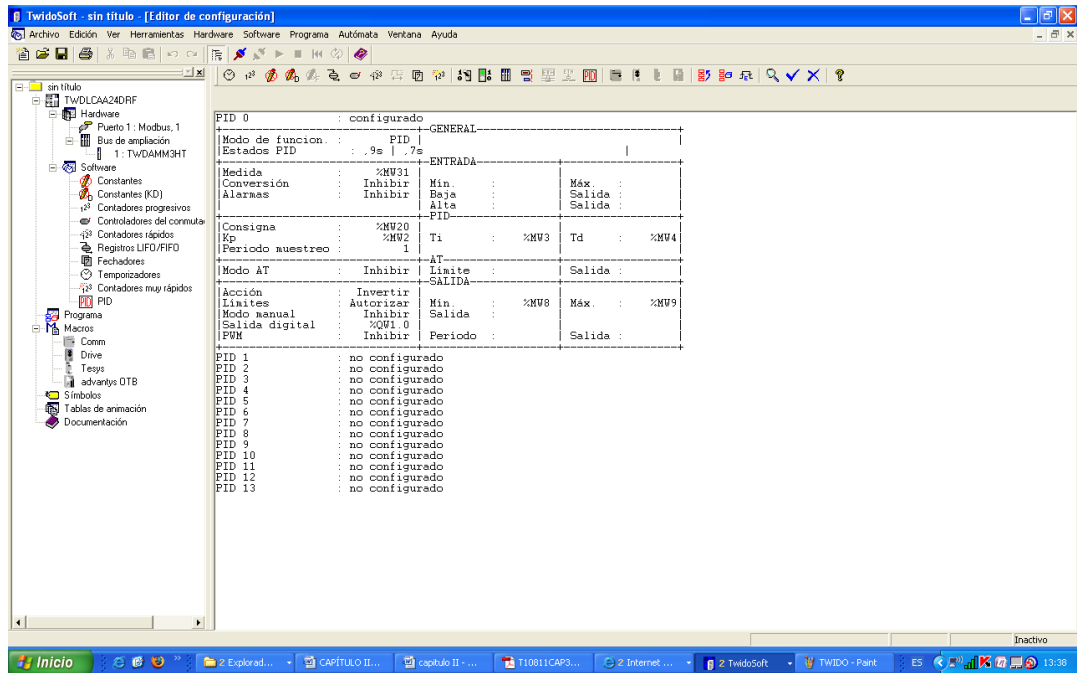 TwidoSoft - sin título - [Editor de configuración]
Archivo Edición Ver Herramientas Hardware Software Programa Autómata Ventana Ayuda
sin título
TWDLCAA24DRF
Hardware
Puerto 1 : Modbus, 1
Bus de ampliación
1 : TWDAMM3HT
Software
Constantes
Constantes (KD)
Contadores progresivos
Controladores del conmuta
Contadores rápidos
Registros LIFO/FIFO
Fechadores
Temporizadores
Contadores muy rápidos
PID
Programa
Macros
Comm
Drive
Tesys
advantys OTB
Símbolos
Tablas de animación
Documentación
PID 0 : configurado
GENERAL
Modo de funcion. : PID
Estados PID : ,9s | ,7s
ENTRADA
Medida : %MW31
Conversión : Inhibir Mín. : Máx. :
Alarmas : Inhibir Baja : Salida :
Alta : Salida :
PID
Consigna : %MW20
Kp : %MW2 Ti : %MW3 Td : %MW4
Periodo muestreo : 1
AT
Modo AT : Inhibir Límite : Salida :
SALIDA
Acción : Invertir
Límites : Autorizar Mín. : %MW8 Máx. : %MW9
Modo manual : Inhibir Salida :
Salida digital : %QW1.0
PWM : Inhibir Período : Salida :
PID 1 : no configurado
PID 2 : no configurado
PID 3 : no configurado
PID 4 : no configurado
PID 5 : no configurado
PID 6 : no configurado
PID 7 : no configurado
PID 8 : no configurado
PID 9 : no configurado
PID 10 : no configurado
PID 11 : no configurado
PID 12 : no configurado
PID 13 : no configurado
Inactivo
Inicio
2 Explorad...
CAPÍTULO II...
capitulo II - ...
T10811CAP3...
2 Internet ...
2 TwidoSoft
TWIDO - Paint
ES
13:38